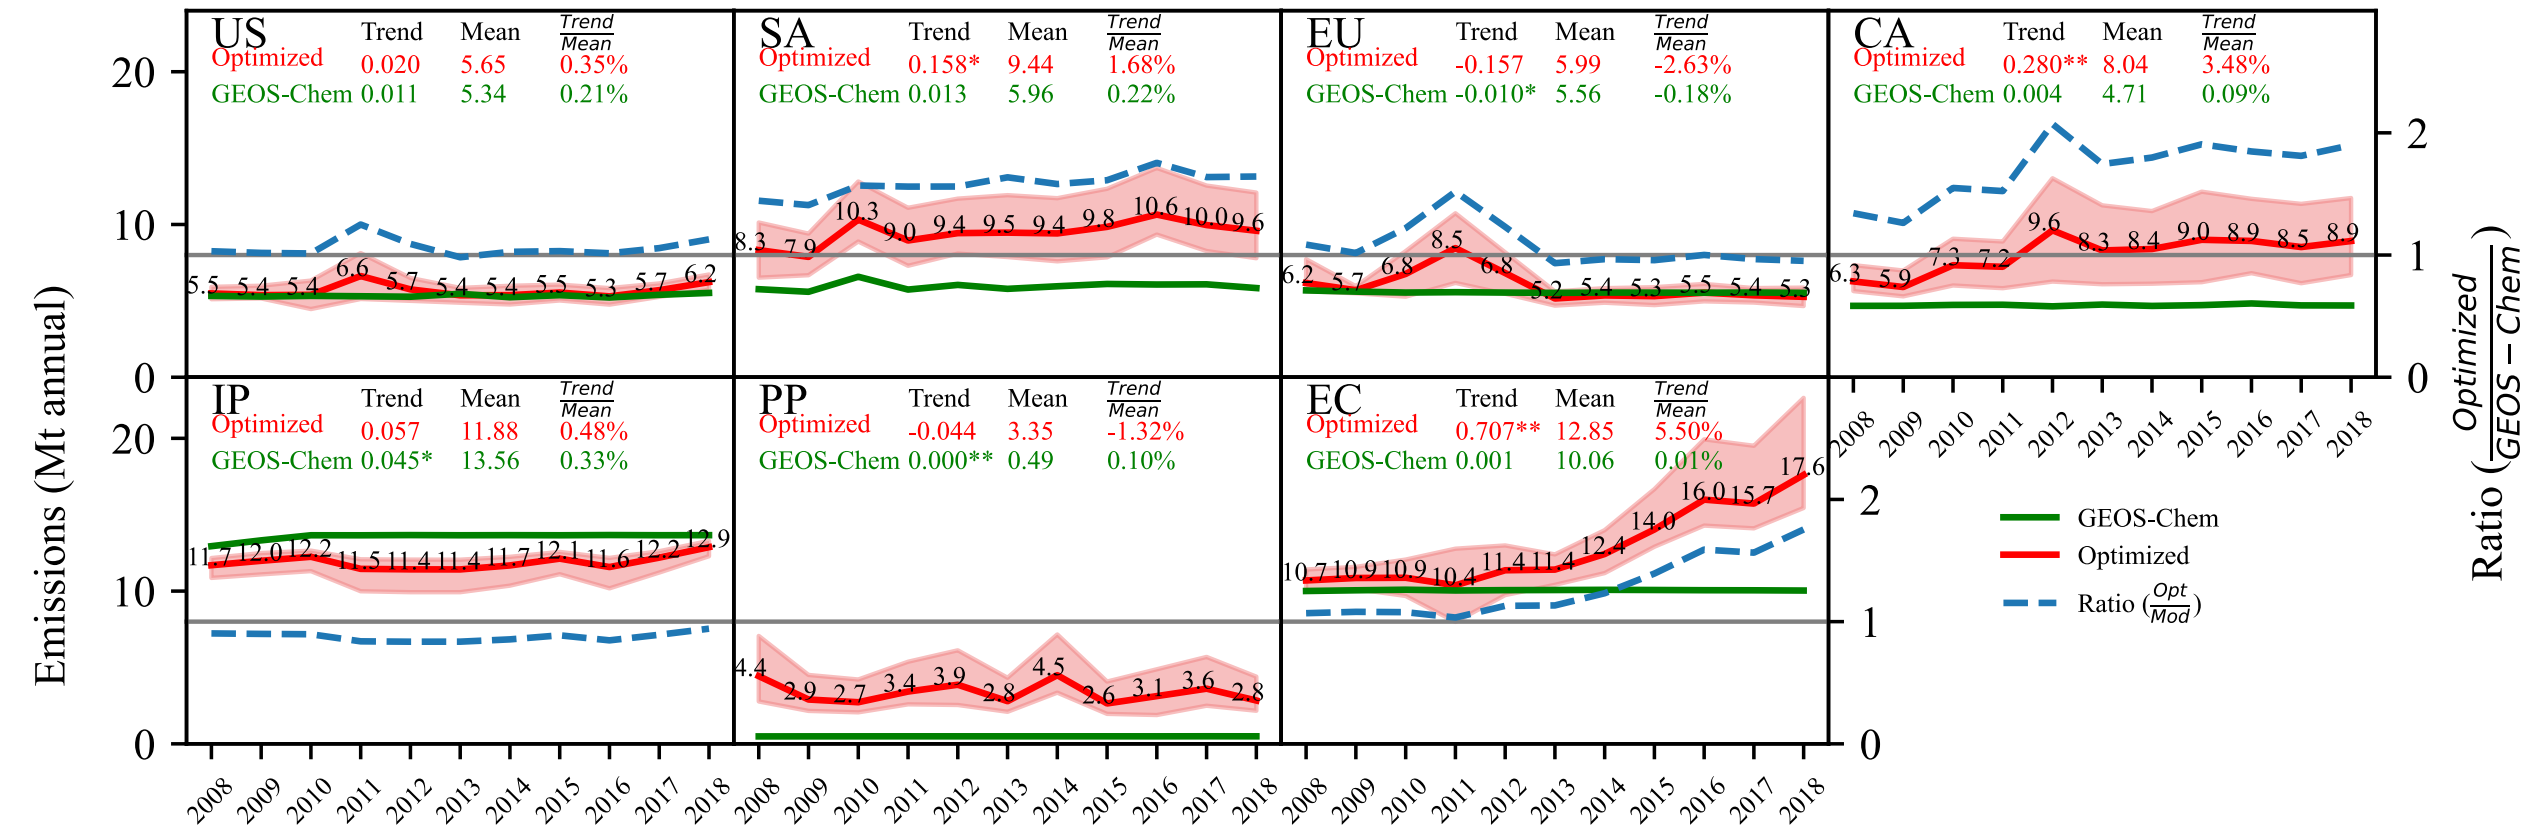 Emissions (Mt annual)
20
10
0
US Trend Mean Trend/Mean
Optimized 0.020 5.65 0.35%
GEOS-Chem 0.011 5.34 0.21%
5.5 5.4 5.4 6.6 5.7 5.4 5.4 5.5 5.3 5.7 6.2
SA Trend Mean Trend/Mean
Optimized 0.158* 9.44 1.68%
GEOS-Chem 0.013 5.96 0.22%
8.3 7.9 10.3 9.0 9.4 9.5 9.4 9.8 10.6 10.0 9.6
EU Trend Mean Trend/Mean
Optimized -0.157 5.99 -2.63%
GEOS-Chem -0.010* 5.56 -0.18%
6.2 5.7 6.8 8.5 6.8 5.2 5.4 5.3 5.5 5.4 5.3
CA Trend Mean Trend/Mean
Optimized 0.280** 8.04 3.48%
GEOS-Chem 0.004 4.71 0.09%
6.3 5.9 7.3 7.2 9.6 8.3 8.4 9.0 8.9 8.5 8.9
2
1
0
2008 2009 2010 2011 2012 2013 2014 2015 2016 2017 2018
Ratio (Optimized/GEOS-Chem)
20
10
0
IP Trend Mean Trend/Mean
Optimized 0.057 11.88 0.48%
GEOS-Chem 0.045* 13.56 0.33%
11.7 12.0 12.2 11.5 11.4 11.4 11.7 12.1 11.6 12.2 12.9
2008 2009 2010 2011 2012 2013 2014 2015 2016 2017 2018
PP Trend Mean Trend/Mean
Optimized -0.044 3.35 -1.32%
GEOS-Chem 0.000** 0.49 0.10%
4.4 2.9 2.7 3.4 3.9 2.8 4.5 2.6 3.1 3.6 2.8
2008 2009 2010 2011 2012 2013 2014 2015 2016 2017 2018
EC Trend Mean Trend/Mean
Optimized 0.707** 12.85 5.50%
GEOS-Chem 0.001 10.06 0.01%
10.7 10.9 10.9 10.4 11.4 11.4 12.4 14.0 16.0 15.7 17.6
2008 2009 2010 2011 2012 2013 2014 2015 2016 2017 2018
2
1
0
GEOS-Chem
Optimized
Ratio (Opt/Mod)